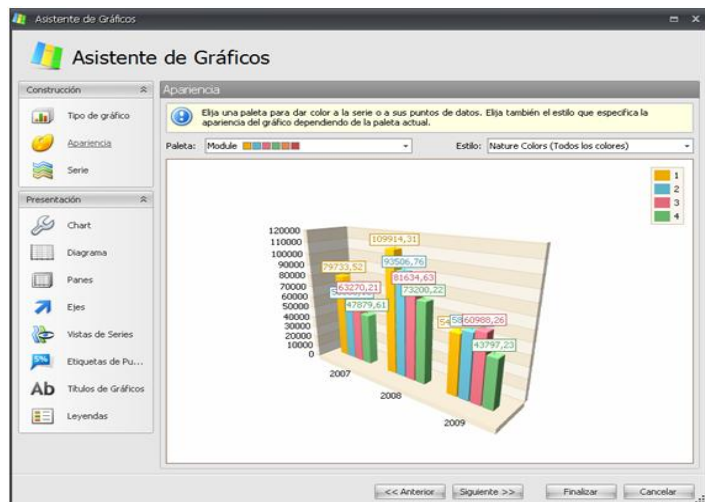 Asistente de Gráficos
Asistente de Gráficos
Construcción
Tipo de gráfico
Apariencia
Serie
Presentación
Chart
Diagrama
Panes
Ejes
Vistas de Series
Etiquetas de Pu...
Títulos de Gráficos
Leyendas
Apariencia
Elija una paleta para dar color a la serie o a sus puntos de datos. Elija también el estilo que especifica la
apariencia del gráfico dependiendo de la paleta actual.
Paleta: Module
Estilo: Nature Colors (Todos los colores)
1
2
3
4
120000
110000
100000
90000
80000
70000
60000
50000
40000
30000
20000
10000
0
79733,52
63270,21
47879,61
109914,31
93506,76
81634,63
73200,22
60988,26
43797,23
2007
2008
2009
<< Anterior
Siguiente >>
Finalizar
Cancelar